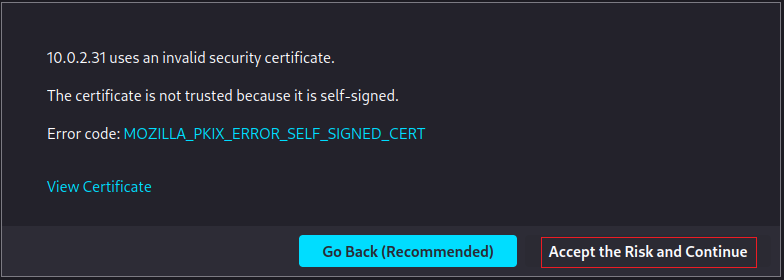 10.0.2.31 uses an invalid security certificate.
The certificate is not trusted because it is self-signed.
Error code: MOZILLA_PKIX_ERROR_SELF_SIGNED_CERT
View Certificate
Go Back (Recommended) Accept the Risk and Continue